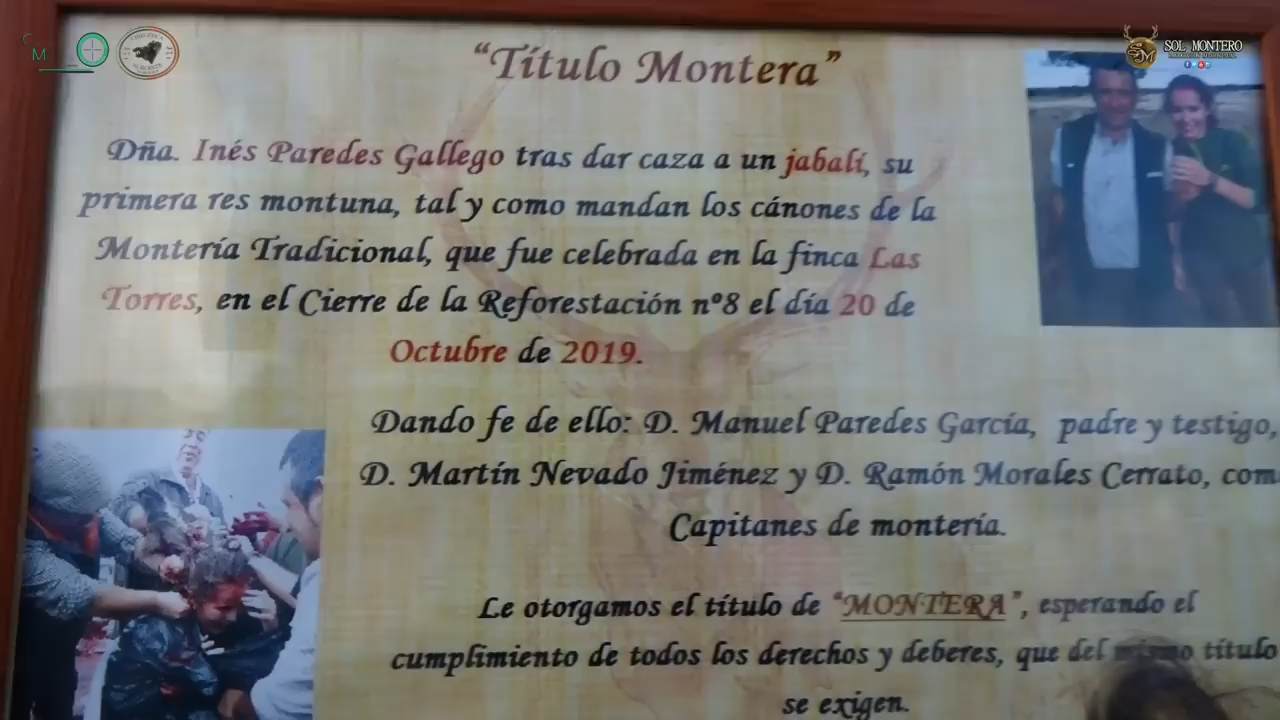 "Título Montera"
SOL MONTERO
Dña. Inés Paredes Gallego tras dar caza a un jabalí, su
primera res montuna, tal y como mandan los cánones de la
Montería Tradicional, que fue celebrada en la finca Las
Torres, en el Cierre de la Reforestación nº8 el día 20 de
Octubre de 2019.
Dando fe de ello: D. Manuel Paredes García, padre y testigo,
D. Martín Nevado Jiménez y D. Ramón Morales Cerrato, com
Capitanes de montería.
Le otorgamos el título de "MONTERA", esperando el
cumplimiento de todos los derechos y deberes, que del mismo título
se exigen.